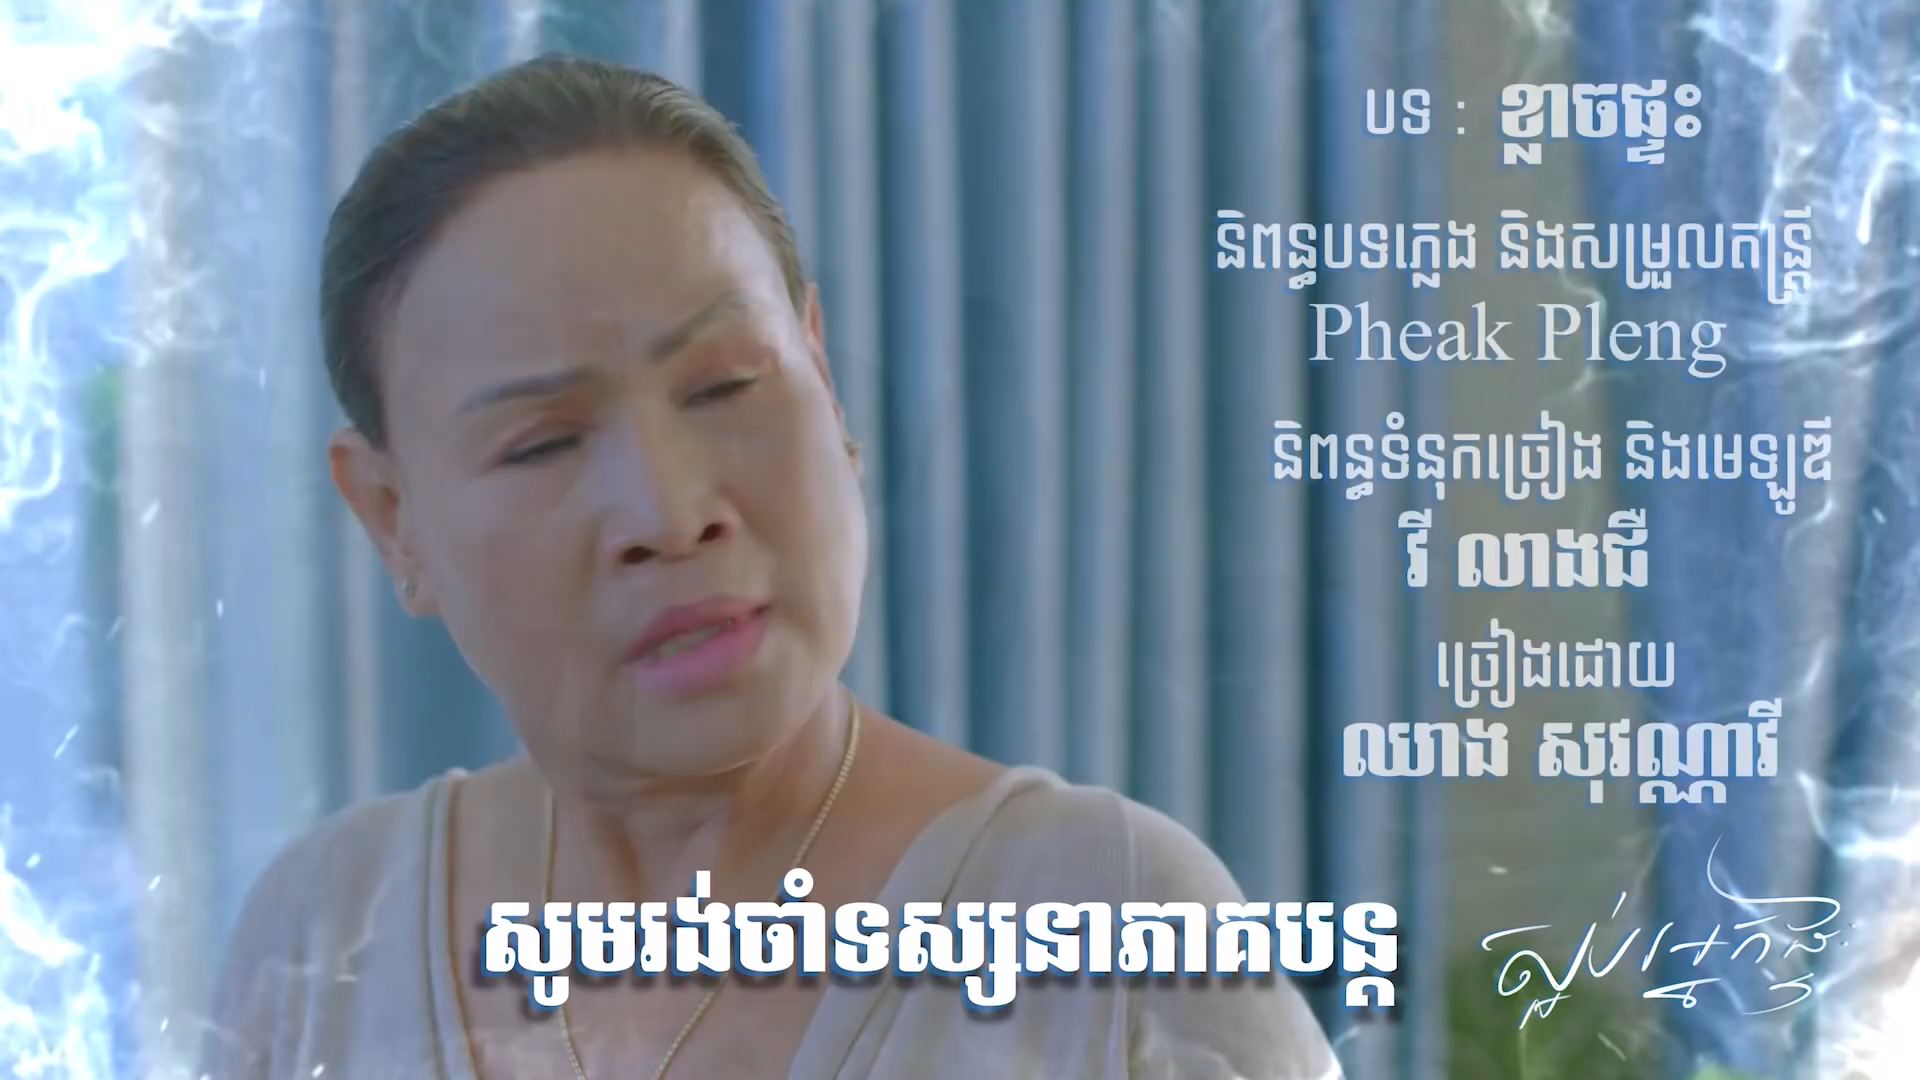 បទ : ខ្លាចផ្ទះ
និពន្ធបទភ្លេង និងសម្រួលតន្ត្រី
Pheak Pleng
និពន្ធទំនុកច្រៀង និងមេឡូឌី
វី លាងជឺ
ច្រៀងដោយ
ឈាង សុវណ្ណារី
សូមរង់ចាំទស្សនាភាគបន្ត